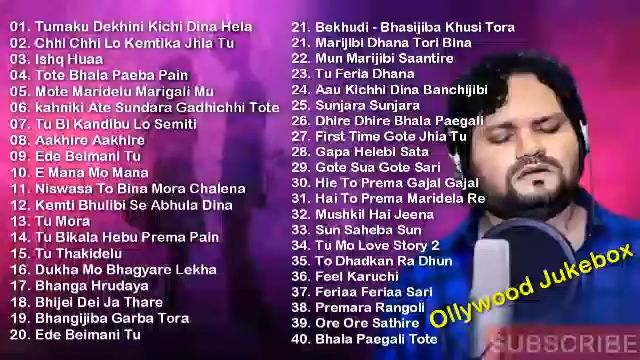 01. Tumaku Dekhini Kichi Dina Hela
02. Chhi Chhi Lo Kemtika Jhia Tu
03. Ishq Huaa
04. Tote Bhala Paeba Pain
05. Mote Maridelu Marigali Mu
06. kahniki Ate Sundara Gadhichhi Tote
07. Tu Bi Kandibu Lo Semiti
08. Aakhire Aakhire
09. Ede Beimani Tu
10. E Mana Mo Mana
11. Niswasa To Bina Mora Chalena
12. Kemti Bhulibi Se Abhula Dina
13. Tu Mora
14. Tu Bikala Hebu Prema Pain
15. Tu Thakidelu
16. Dukha Mo Bhagyare Lekha
17. Bhanga Hrudaya
18. Bhijei Dei Ja Thare
19. Bhangijiba Garba Tora
20. Ede Beimani Tu
21. Bekhudi - Bhasijiba Khusi Tora
21. Marijibi Dhana Tori Bina
22. Mun Marijibi Saantire
23. Tu Feria Dhana
24. Aau Kichhi Dina Banchijibi
25. Sunjara Sunjara
26. Dhire Dhire Bhala Paegali
27. First Time Gote Jhia Tu
28. Gapa Helebi Sata
29. Gote Sua Gote Sari
30. Hie To Prema Gajal Gajal
31. Hai To Prema Maridela Re
32. Mushkil Hai Jeena
33. Sun Saheba Sun
34. Tu Mo Love Story 2
35. To Dhadkan Ra Dhun
36. Feel Karuchi
37. Feriaa Feriaa Sari
38. Premara Rangoli
39. Ore Ore Sathire
40. Bhala Paegali Tote
Ollywood Jukebox
SUBSCRIBE